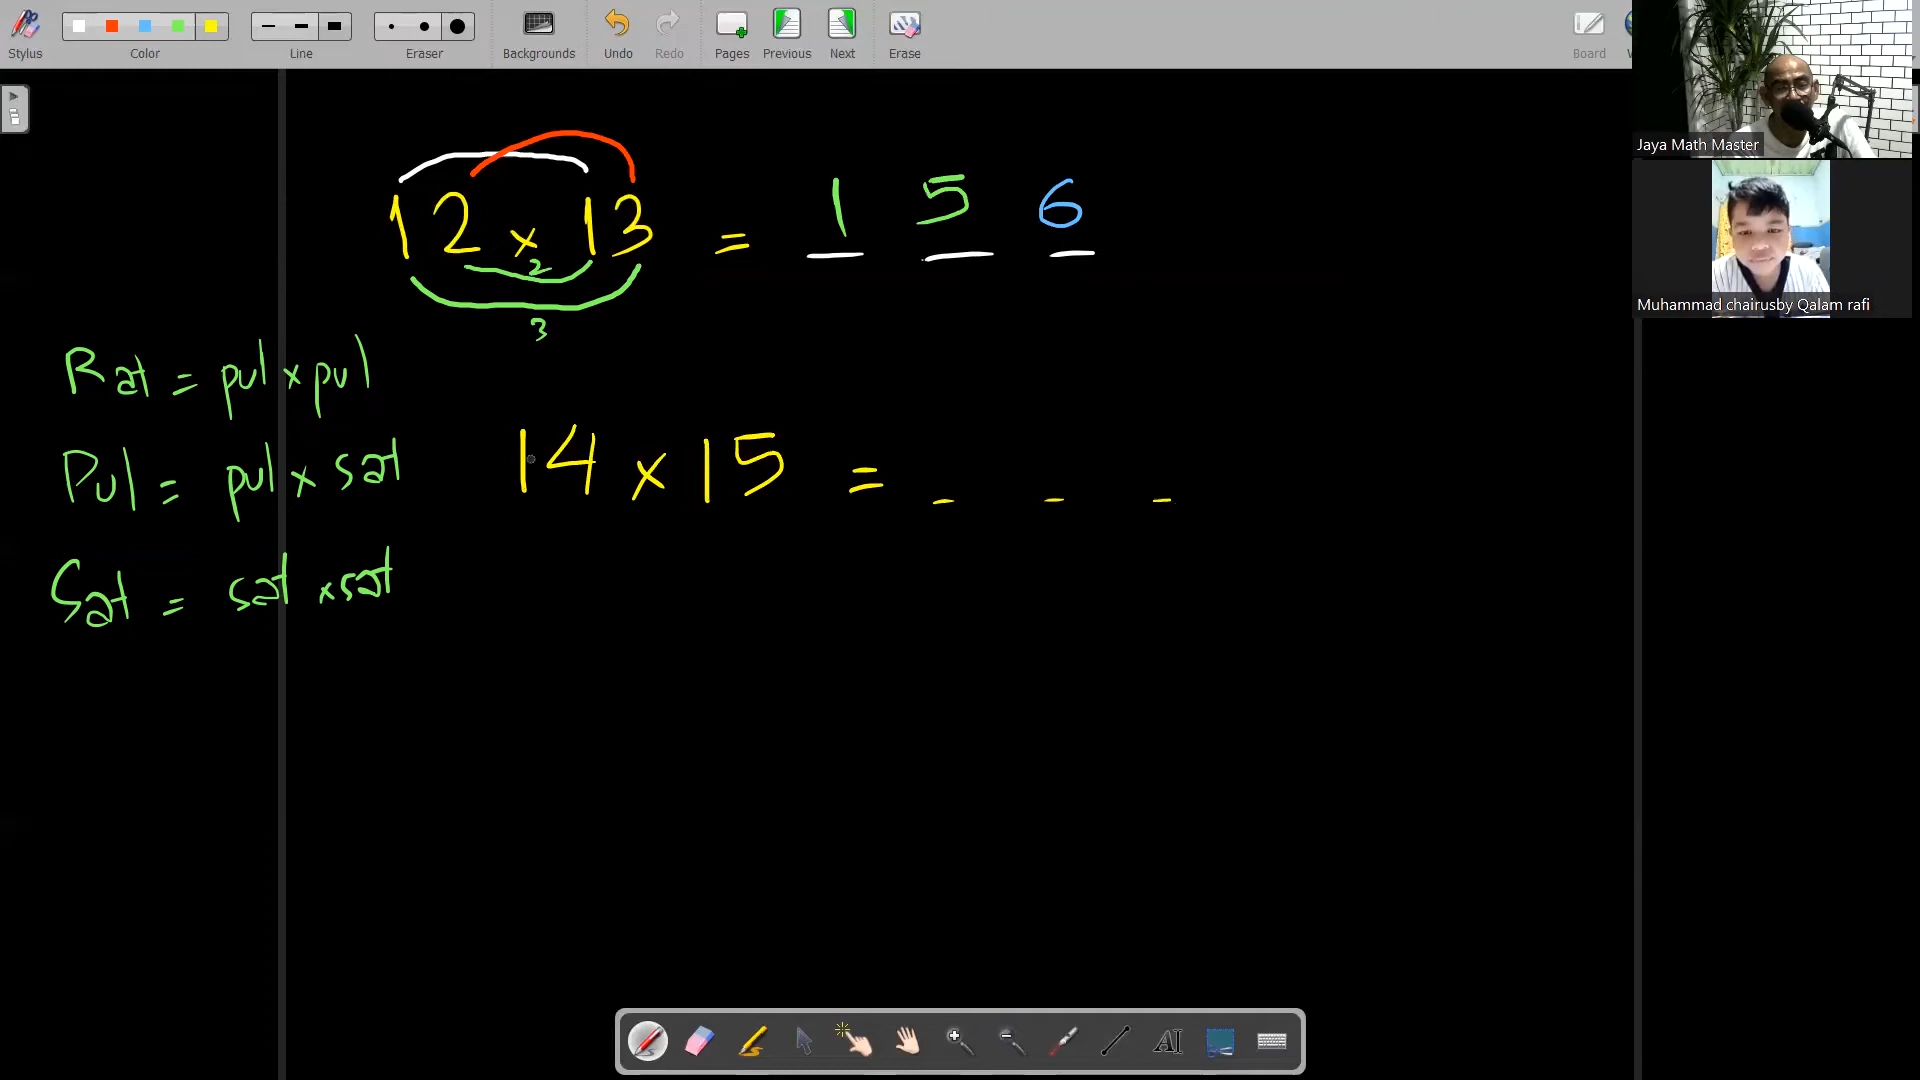 Stylus Color Line Eraser Backgrounds Undo Redo Pages Previous Next Erase Board
Jaya Math Master
Muhammad chairusby Qalam rafi
12 x 13 = 1 5 6
2
3
Rat = pul x pul
Pul = pul x sat
Sat = sat x sat
14 x 15 = _ _ _